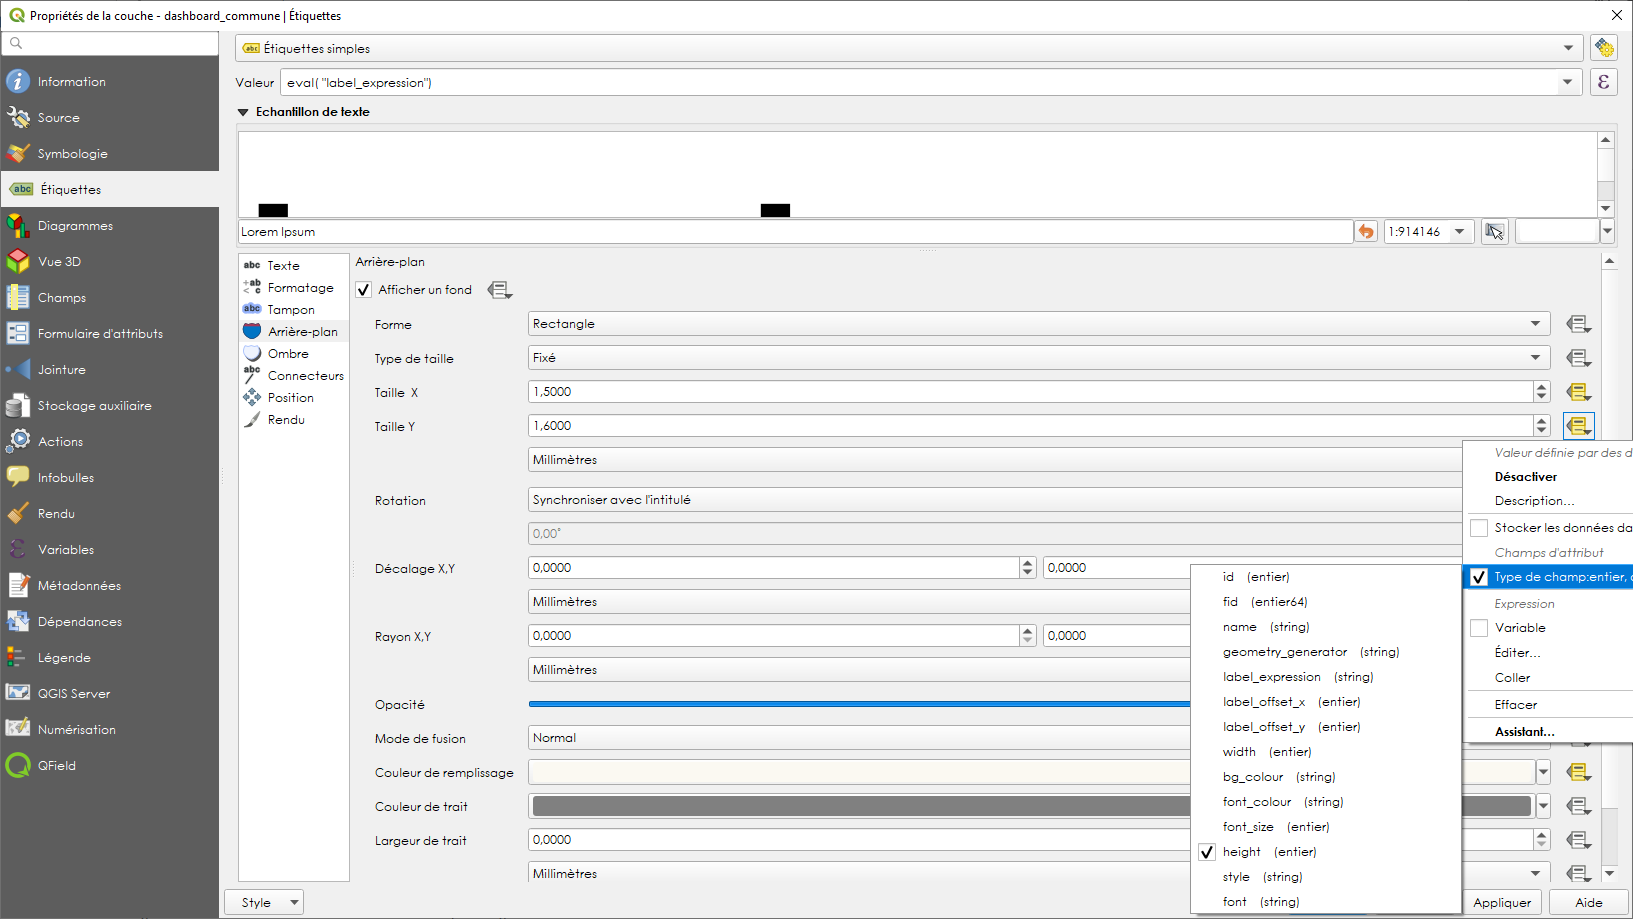 Propriétés de la couche - dashboard_commune | Étiquettes
Information
Source
Symbologie
Étiquettes
Diagrammes
Vue 3D
Champs
Formulaire d'attributs
Jointure
Stockage auxiliaire
Actions
Infobulles
Rendu
Variables
Métadonnées
Dépendances
Légende
QGIS Server
Numérisation
QField
Étiquettes simples
Valeur
eval( "label_expression")
Echantillon de texte
Lorem Ipsum
1:914146
Texte
Formatage
Tampon
Arrière-plan
Ombre
Connecteurs
Position
Rendu
Arrière-plan
Afficher un fond
Forme
Rectangle
Type de taille
Fixé
Taille X
1,5000
Taille Y
1,6000
Millimètres
Rotation
Synchroniser avec l'intitulé
0,00°
Décalage X,Y
0,0000
0,0000
Millimètres
Rayon X,Y
0,0000
0,0000
Millimètres
Opacité
Mode de fusion
Normal
Couleur de remplissage
Couleur de trait
Largeur de trait
0,0000
Millimètres
Valeur définie par des d
Désactiver
Description...
Stocker les données da
Champs d'attribut
Type de champ:entier,
Expression
Variable
Éditer...
Coller
Effacer
Assistant...
id (entier)
fid (entier64)
name (string)
geometry_generator (string)
label_expression (string)
label_offset_x (entier)
label_offset_y (entier)
width (entier)
bg_colour (string)
font_colour (string)
font_size (entier)
height (entier)
style (string)
font (string)
Style
Appliquer
Aide